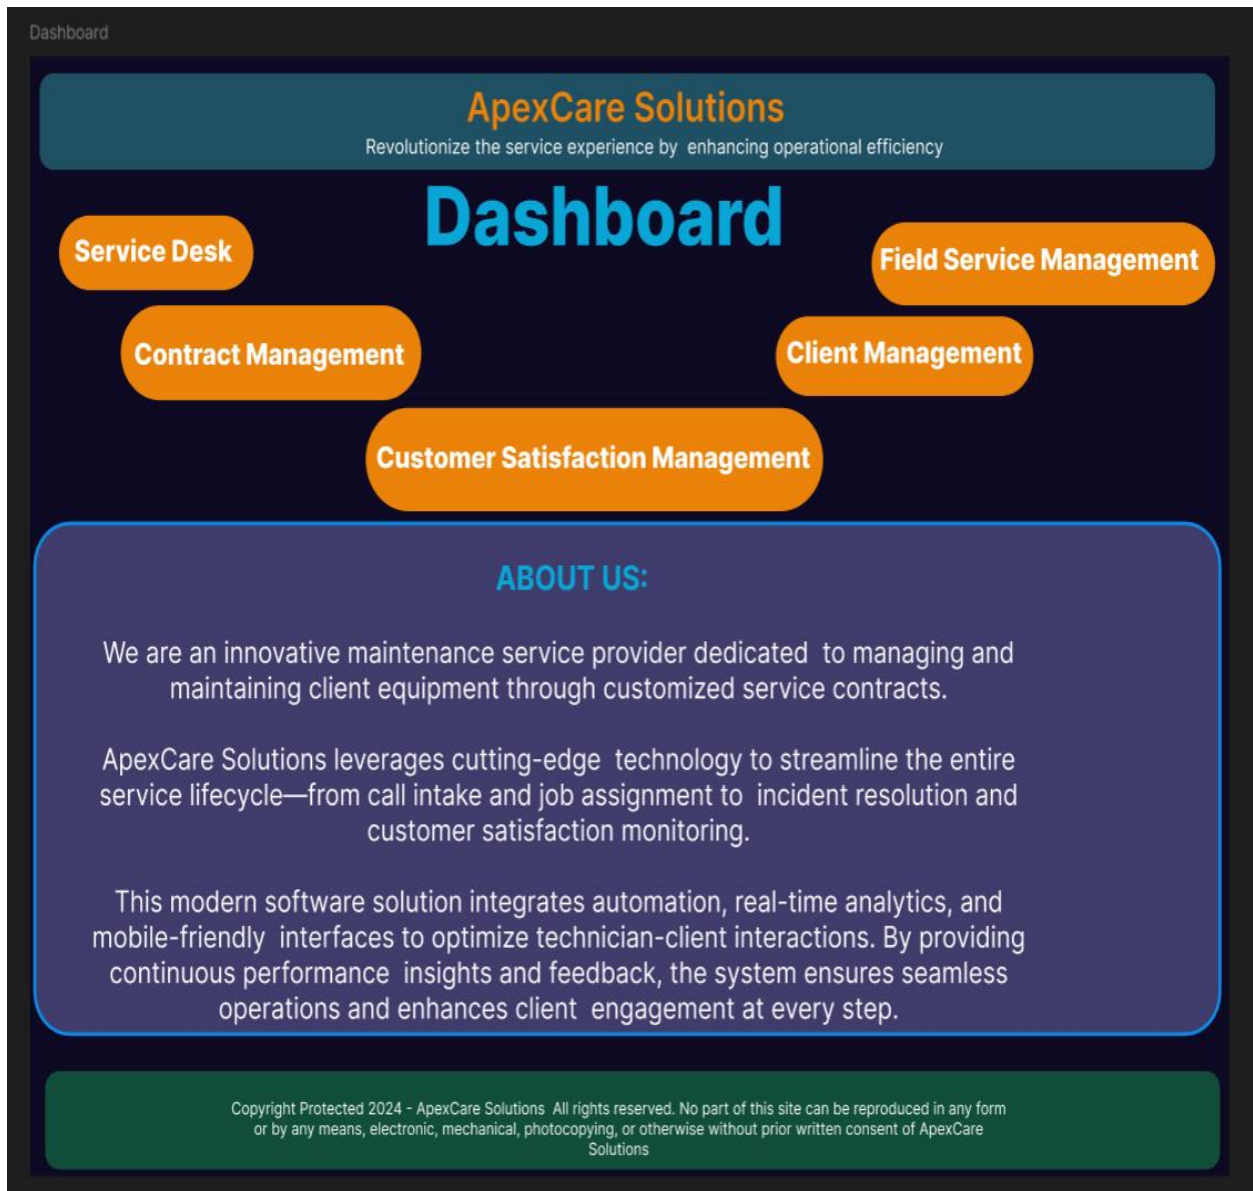 Dashboard
ApexCare Solutions
Revolutionize the service experience by  enhancing operational efficiency
Dashboard
Service Desk
Field Service Management
Contract Management
Client Management
Customer Satisfaction Management
ABOUT US:
We are an innovative maintenance service provider dedicated  to managing and
maintaining client equipment through customized service contracts.
ApexCare Solutions leverages cutting-edge  technology to streamline the entire
service lifecycle—from call intake and job assignment to  incident resolution and
customer satisfaction monitoring.
This modern software solution integrates automation, real-time analytics, and
mobile-friendly  interfaces to optimize technician-client interactions. By providing
continuous performance  insights and feedback, the system ensures seamless
operations and enhances client  engagement at every step.
Copyright Protected 2024 - ApexCare Solutions  All rights reserved. No part of this site can be reproduced in any form
or by any means, electronic, mechanical, photocopying, or otherwise without prior written consent of ApexCare
Solutions